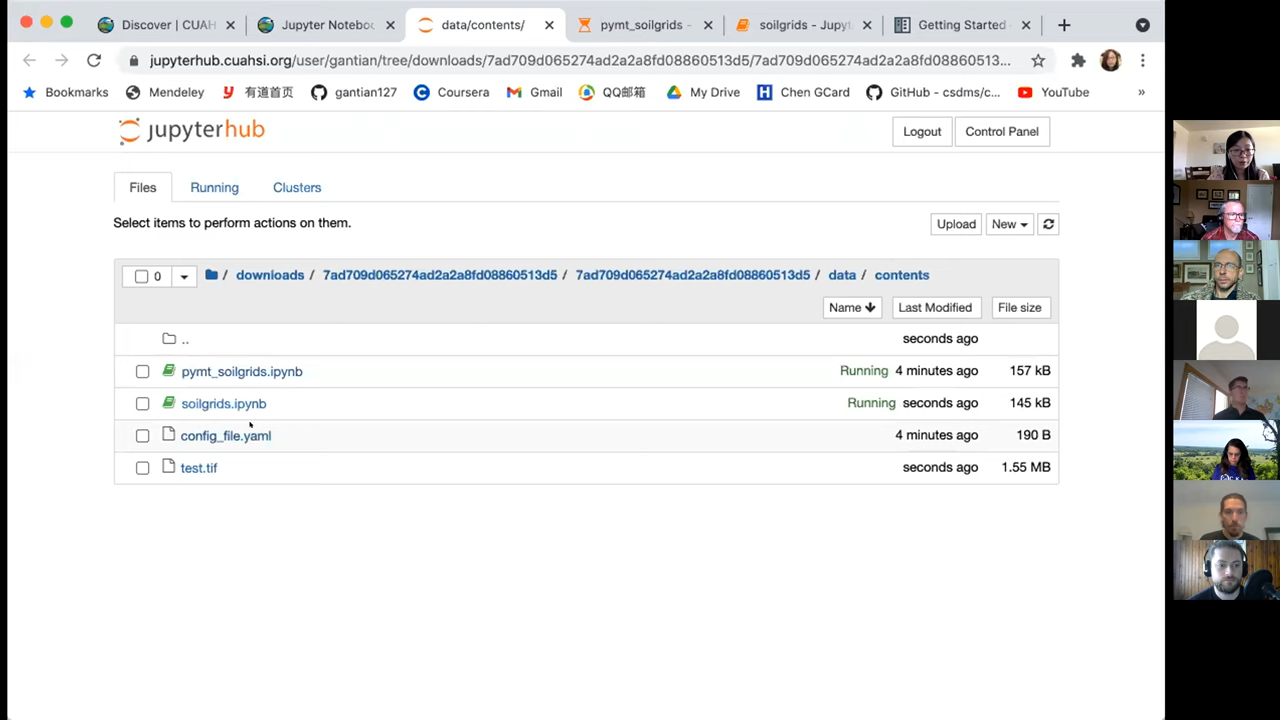 Discover | CUAH
Jupyter Notebo
data/contents/
pymt_soilgrids -
soilgrids - Jupyt
Getting Started -
jupyterhub.cuahsi.org/user/gantian/tree/downloads/7ad709d065274ad2a2a8fd08860513d5/7ad709d065274ad2a2a8fd08860513...
Bookmarks Mendeley 有道首页 gantian127 Coursera Gmail QQ邮箱 My Drive Chen GCard GitHub - csdms/c... YouTube »
jupyterhub Logout Control Panel
Files Running Clusters
Select items to perform actions on them. Upload New
0 / downloads / 7ad709d065274ad2a2a8fd08860513d5 / 7ad709d065274ad2a2a8fd08860513d5 / data / contents
Name Last Modified File size
.. seconds ago
pymt_soilgrids.ipynb Running 4 minutes ago 157 kB
soilgrids.ipynb Running seconds ago 145 kB
config_file.yaml 4 minutes ago 190 B
test.tif seconds ago 1.55 MB